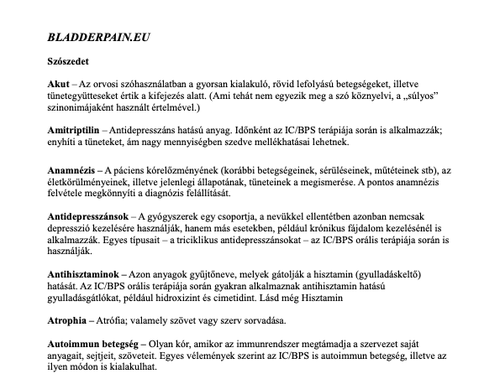 BLADDERPAIN.EU
Szószedet
Akut – Az orvosi szóhasználatban a gyorsan kialakuló, rövid lefolyású betegségeket, illetve
tünetegyütteseket értik a kifejezés alatt. (Ami tehát nem egyezik meg a szó köznyelvi, a „súlyos”
szinonimájaként használt értelmével.)
Amitriptilin – Antidepresszáns hatású anyag. Időnként az IC/BPS terápiája során is alkalmazzák;
enyhíti a tüneteket, ám nagy mennyiségben szedve mellékhatásai lehetnek.
Anamnézis – A páciens kórelőzményének (korábbi betegségeinek, sérüléseinek, műtéteinek stb), az
életkörülményeinek, illetve jelenlegi állapotának, tüneteinek a megismerése. A pontos anamnézis
felvétele megkönnyíti a diagnózis felállítását.
Antidepresszánsok – A gyógyszerek egy csoportja, a nevükkel ellentétben azonban nemcsak
depresszió kezelésére használják, hanem más esetekben, például krónikus fájdalom kezelésénél is
alkalmazzák. Egyes típusait – a triciklikus antidepresszánsokat – az IC/BPS orális terápiája során is
használják.
Antihisztaminok – Azon anyagok gyűjtőneve, melyek gátolják a hisztamin (gyulladáskeltő)
hatását. Az IC/BPS orális terápiája során gyakran alkalmaznak antihisztamin hatású
gyulladásgátlókat, például hidroxizint és cimetidint. Lásd még Hisztamin
Atrophia – Atrófia; valamely szövet vagy szerv sorvadása.
Autoimmun betegség – Olyan kór, amikor az immunrendszer megtámadja a szervezet saját
anyagait, sejtjeit, szöveteit. Egyes vélemények szerint az IC/BPS is autoimmun betegség, illetve az
ilyen módon is kialakulhat.